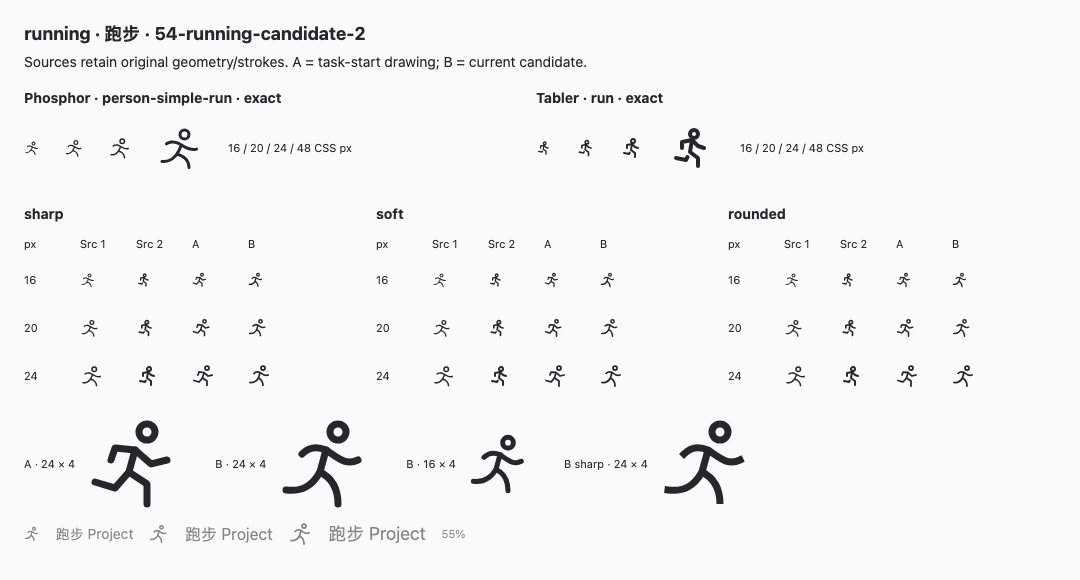 running · 跑步 · 54-running-candidate-2
Sources retain original geometry/strokes. A = task-start drawing; B = current candidate.
Phosphor · person-simple-run · exact
Tabler · run · exact
16 / 20 / 24 / 48 CSS px
16 / 20 / 24 / 48 CSS px
sharp
soft
rounded
px Src 1 Src 2 A B
px Src 1 Src 2 A B
px Src 1 Src 2 A B
16
16
16
20
20
20
24
24
24
A · 24 × 4
B · 24 × 4
B · 16 × 4
B sharp · 24 × 4
跑步 Project
跑步 Project
跑步 Project
55%